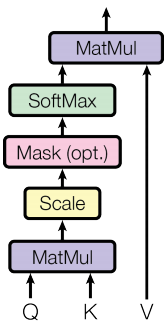 MatMul
SoftMax
Mask (opt.)
Scale
MatMul
Q K V